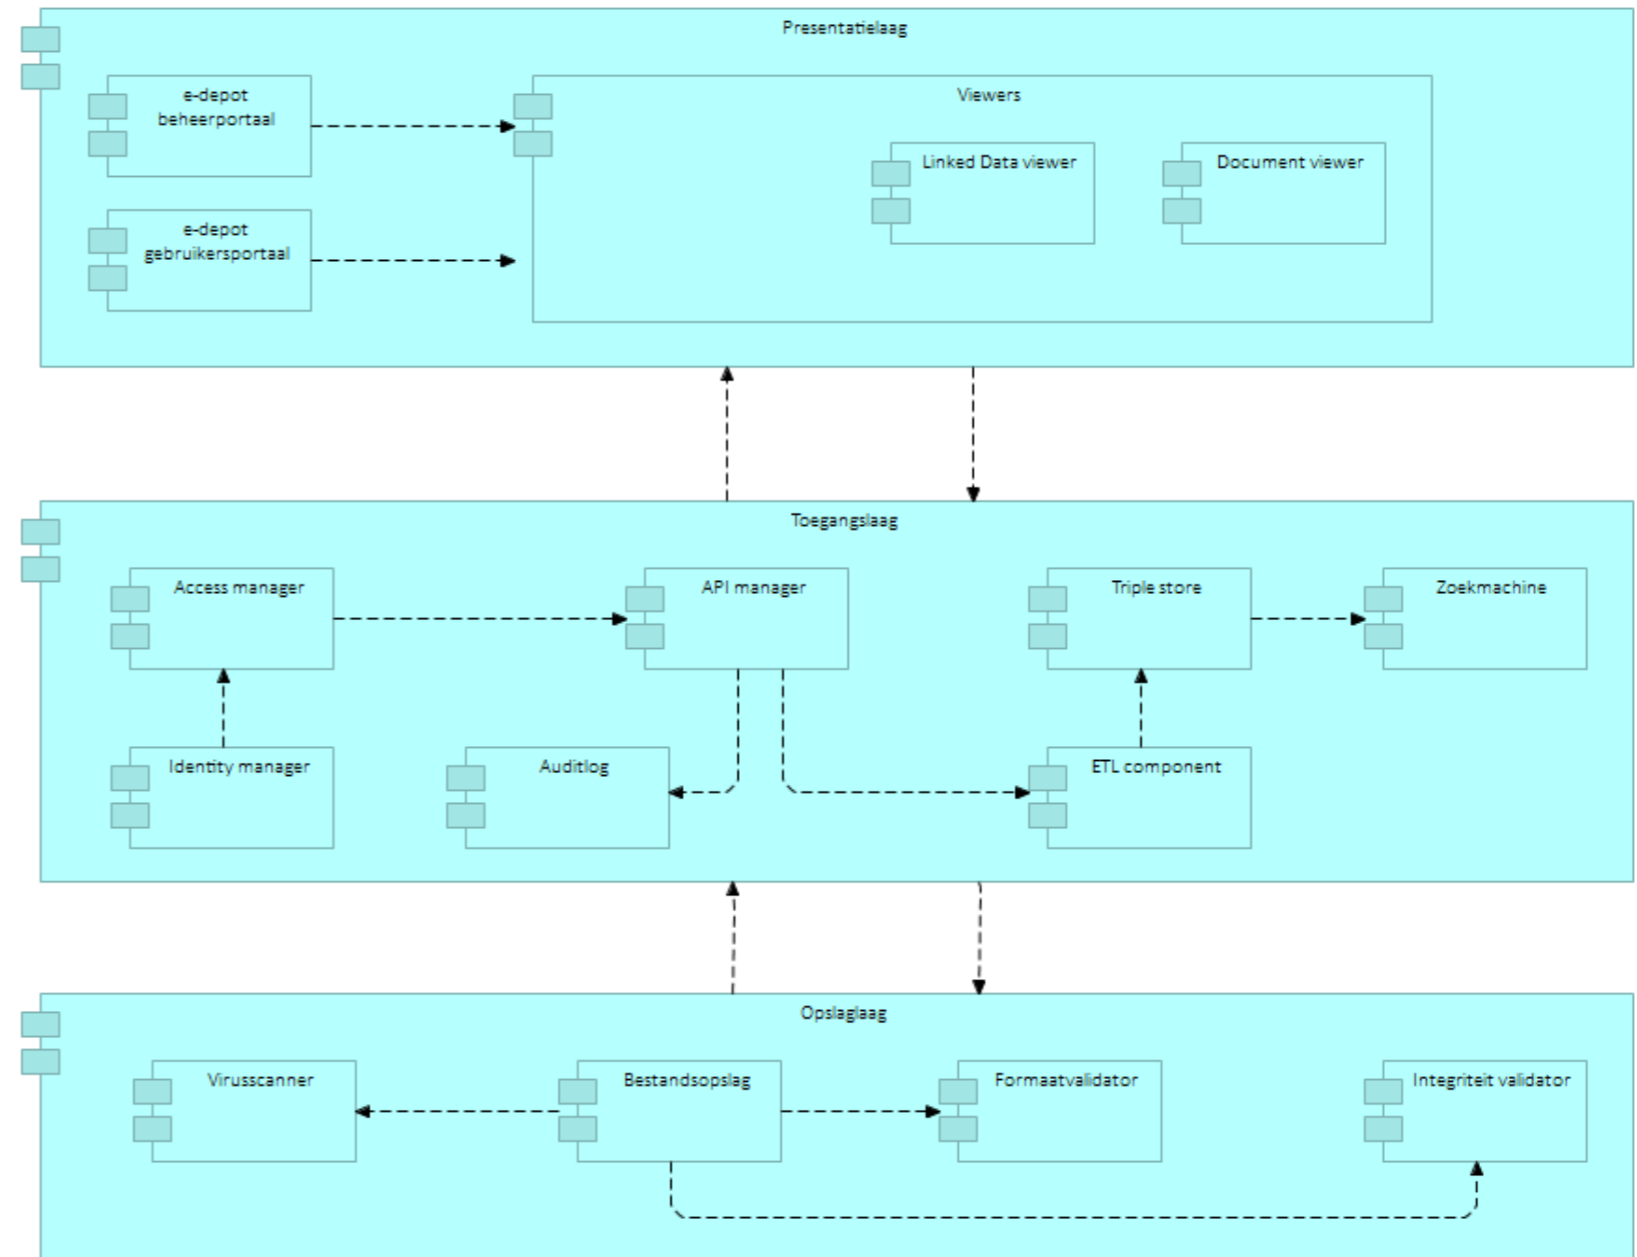 Presentatielaag
e-depot
beheerportaal
Viewers
Linked Data viewer
Document viewer
e-depot
gebruikersportaal
Toegangslaag
Access manager
API manager
Triple store
Zoekmachine
Identity manager
Auditlog
ETL component
Opslaglaag
Virusscanner
Bestandsopslag
Formaatvalidator
Integriteit validator